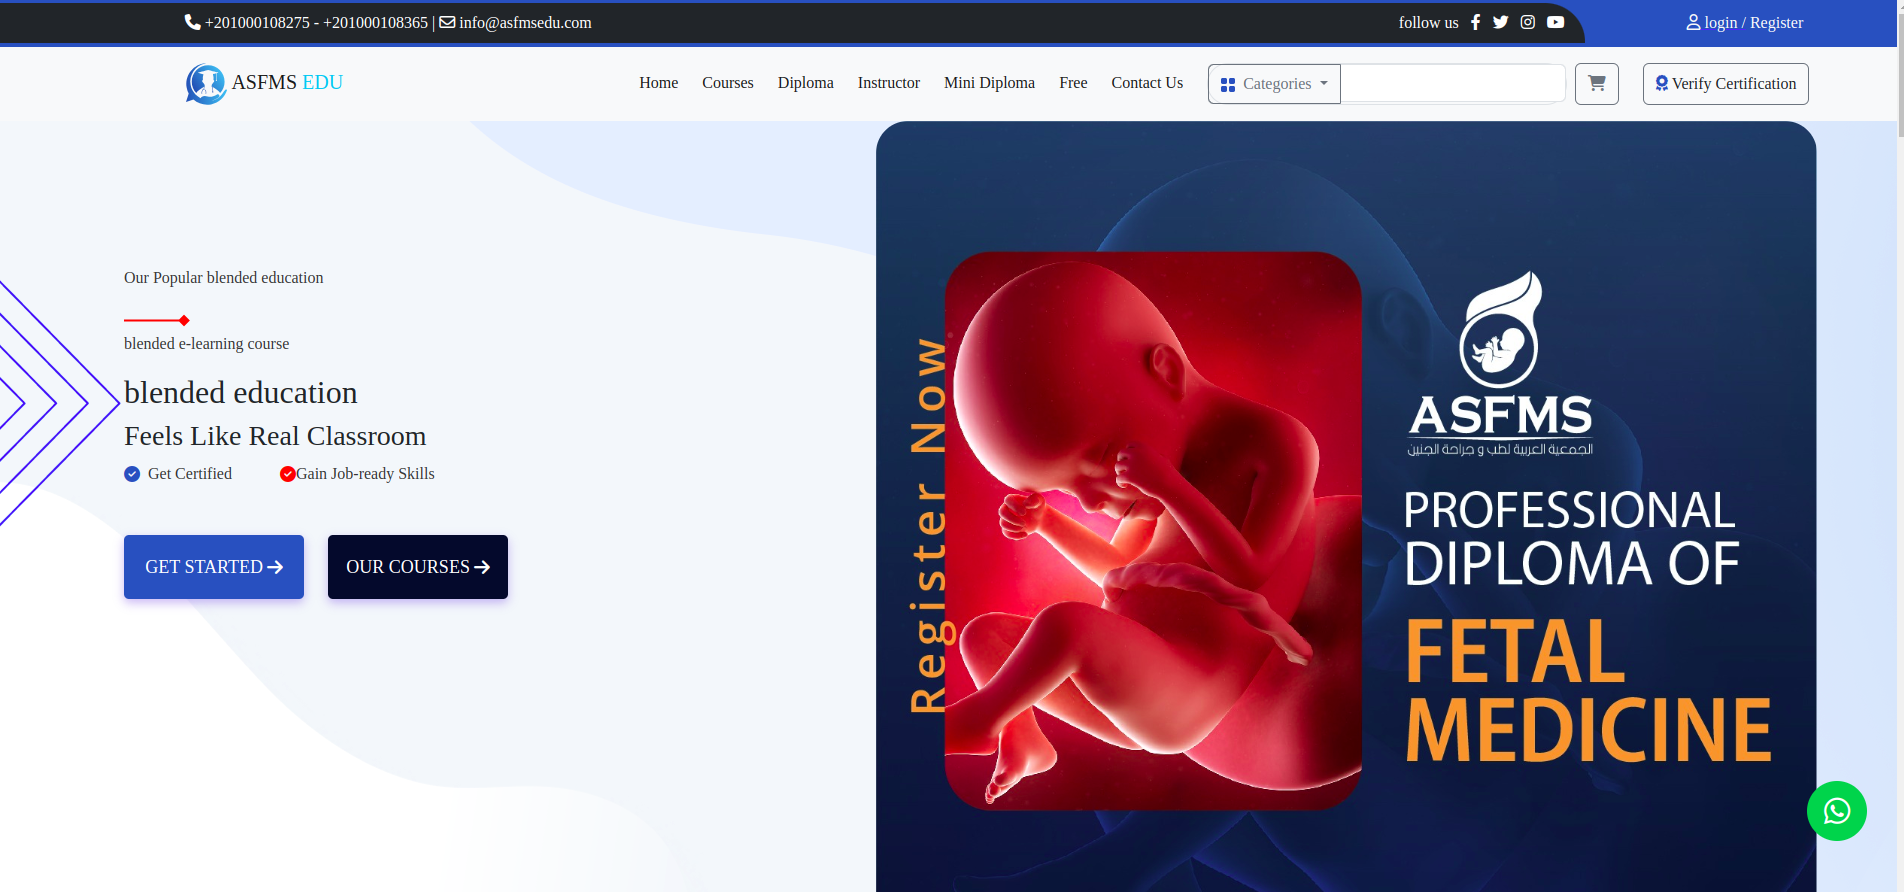 +201000108275 - +201000108365 | info@asfmsedu.com
follow us
login / Register
ASFMS EDU
Home Courses Diploma Instructor Mini Diploma Free Contact Us
Categories
Verify Certification
Our Popular blended education
blended e-learning course
blended education
Feels Like Real Classroom
Get Certified
Gain Job-ready Skills
GET STARTED
OUR COURSES
Register Now
ASFMS
الجمعية العربية لطب و جراحة الجنين
PROFESSIONAL
DIPLOMA OF
FETAL
MEDICINE